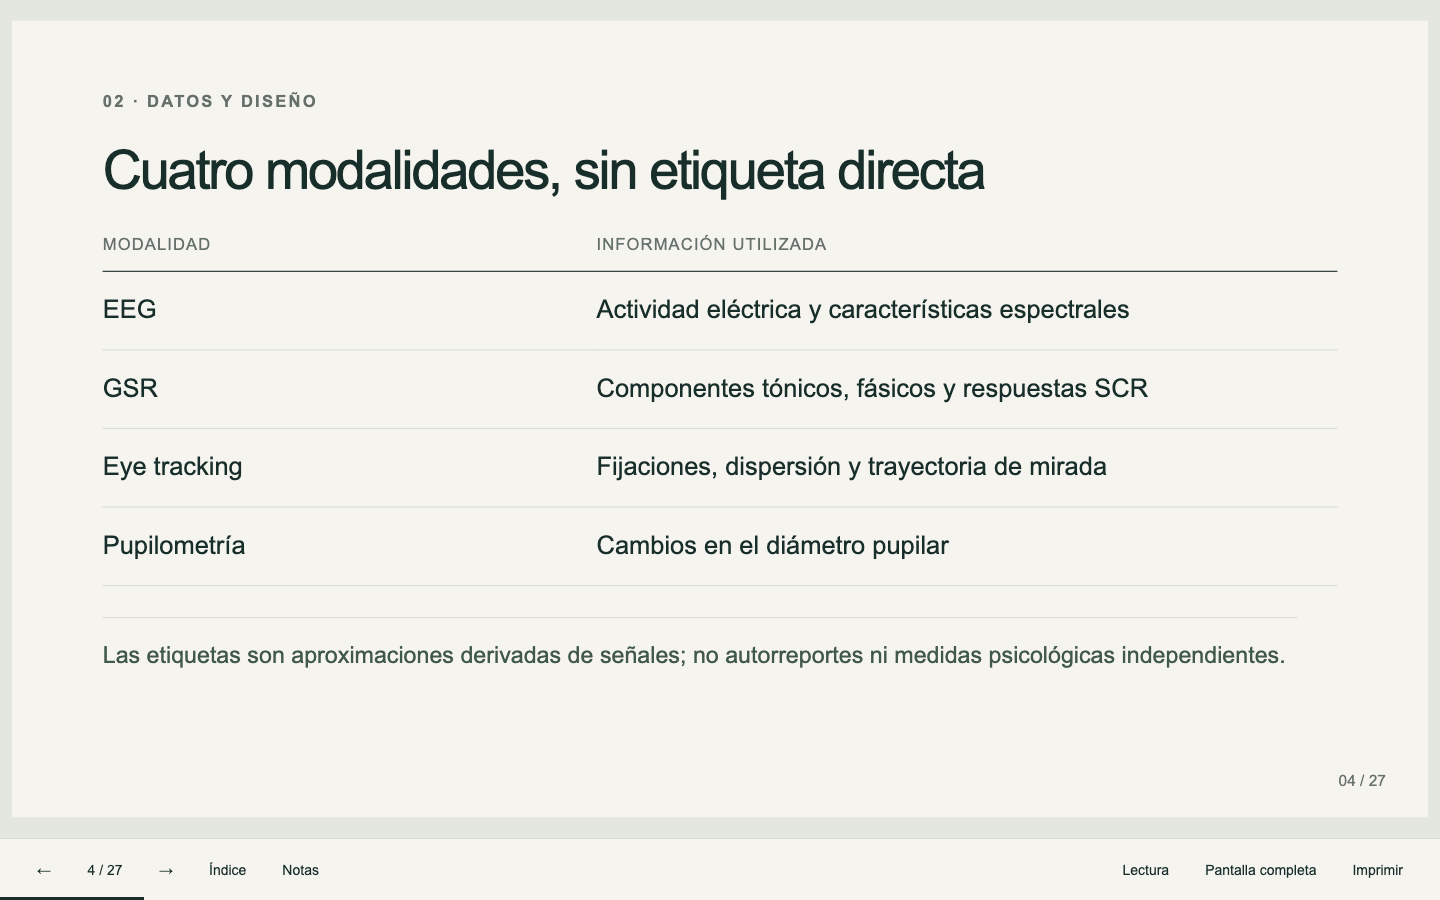 02 · DATOS Y DISEÑO
Cuatro modalidades, sin etiqueta directa
MODALIDAD INFORMACIÓN UTILIZADA
EEG Actividad eléctrica y características espectrales
GSR Componentes tónicos, fásicos y respuestas SCR
Eye tracking Fijaciones, dispersión y trayectoria de mirada
Pupilometría Cambios en el diámetro pupilar
Las etiquetas son aproximaciones derivadas de señales; no autorreportes ni medidas psicológicas independientes.
04 / 27
← 4 / 27 → Índice Notas Lectura Pantalla completa Imprimir